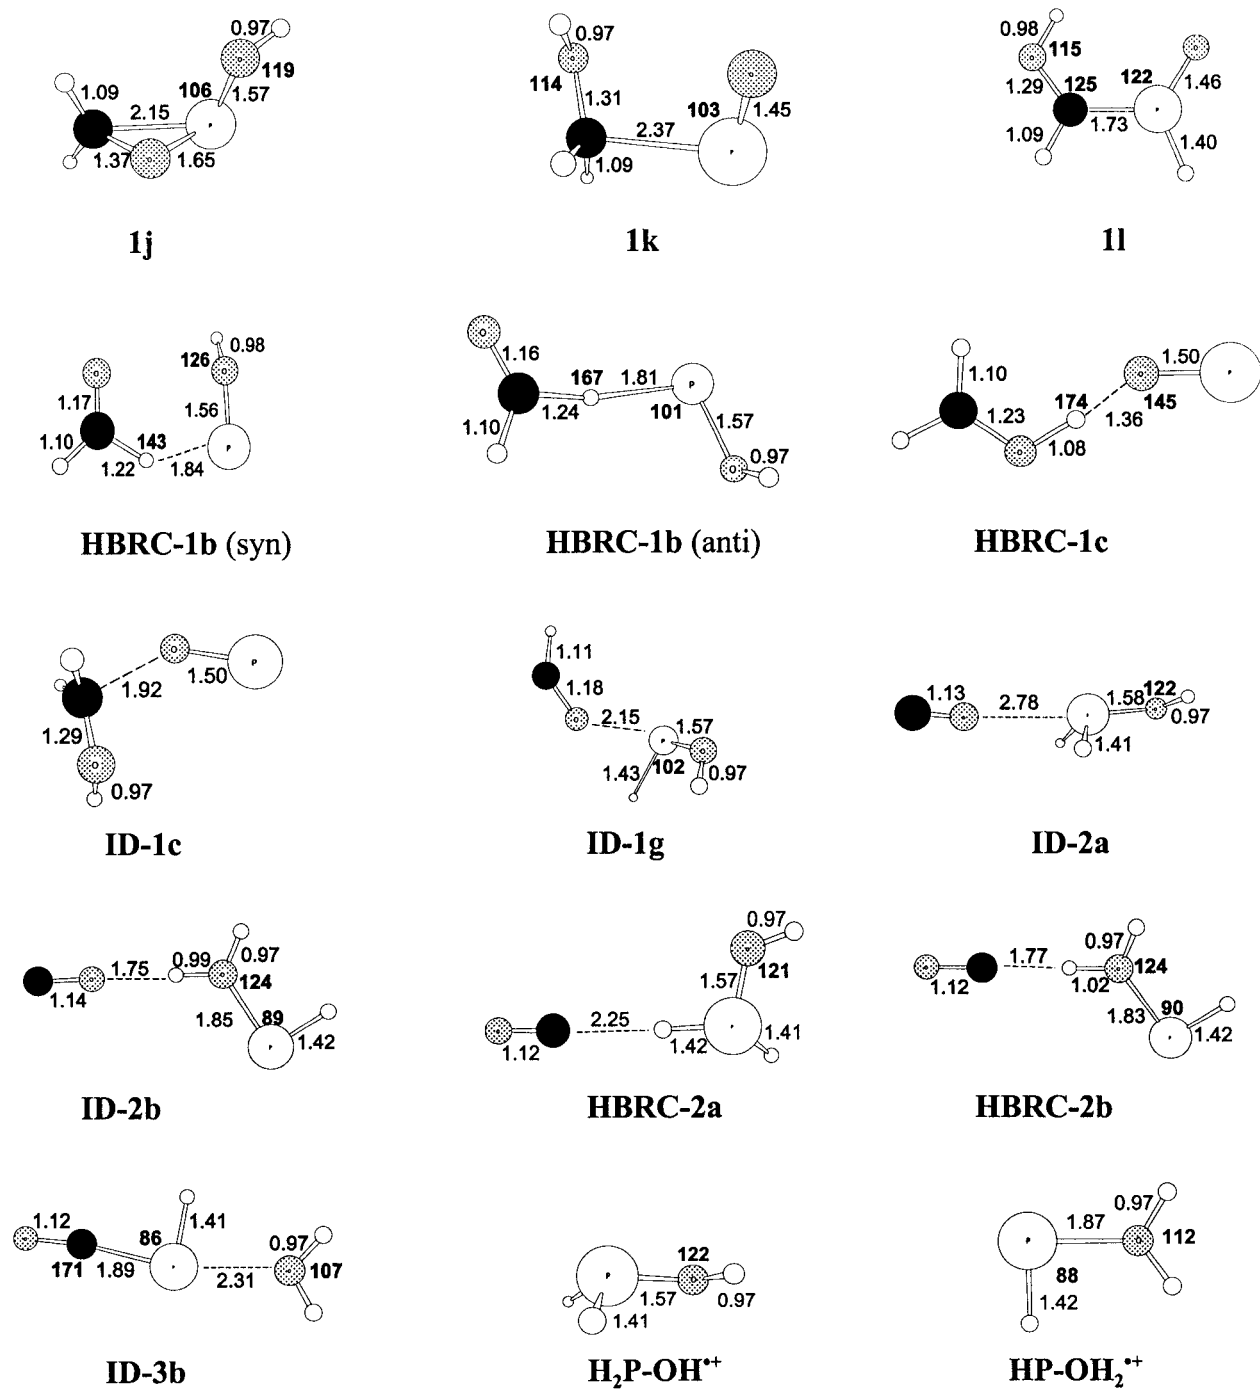 0.97
119
106
1.57
1.09
2.15
P
1.37
O
1.65
1j
0.97
114
1.31
103
1.45
2.37
P
1.09
1k
0.98
115
122
1.29
125
1.46
P
1.09
1.73
1.40
1l
126
0.98
1.17
1.56
1.10
143
P
1.22
1.84
HBRC-1b (syn)
O
1.16
167
1.81
P
1.24
101
1.10
1.57
0.97
O
HBRC-1b (anti)
1.50
O
P
1.10
1.23
174
145
1.36
1.08
O
HBRC-1c
O
1.50
P
1.92
1.29
O
0.97
ID-1c
1.11
1.18
2.15
1.57
P
102
1.43
0.97
ID-1g
1.13
2.78
1.58
122
0.97
1.41
ID-2a
1.75
0.99
0.97
1.14
124
1.85
89
P
1.42
ID-2b
0.97
121
1.57
2.25
P
1.41
1.12
1.42
HBRC-2a
0.97
1.77
124
1.12
1.02
90
1.83
P
1.42
HBRC-2b
1.12
86
1.41
171
1.89
2.31
0.97
107
ID-3b
122
P
1.57
0.97
1.41
H₂P-OH•+
0.97
1.87
P
O
112
88
1.42
HP-OH₂•+